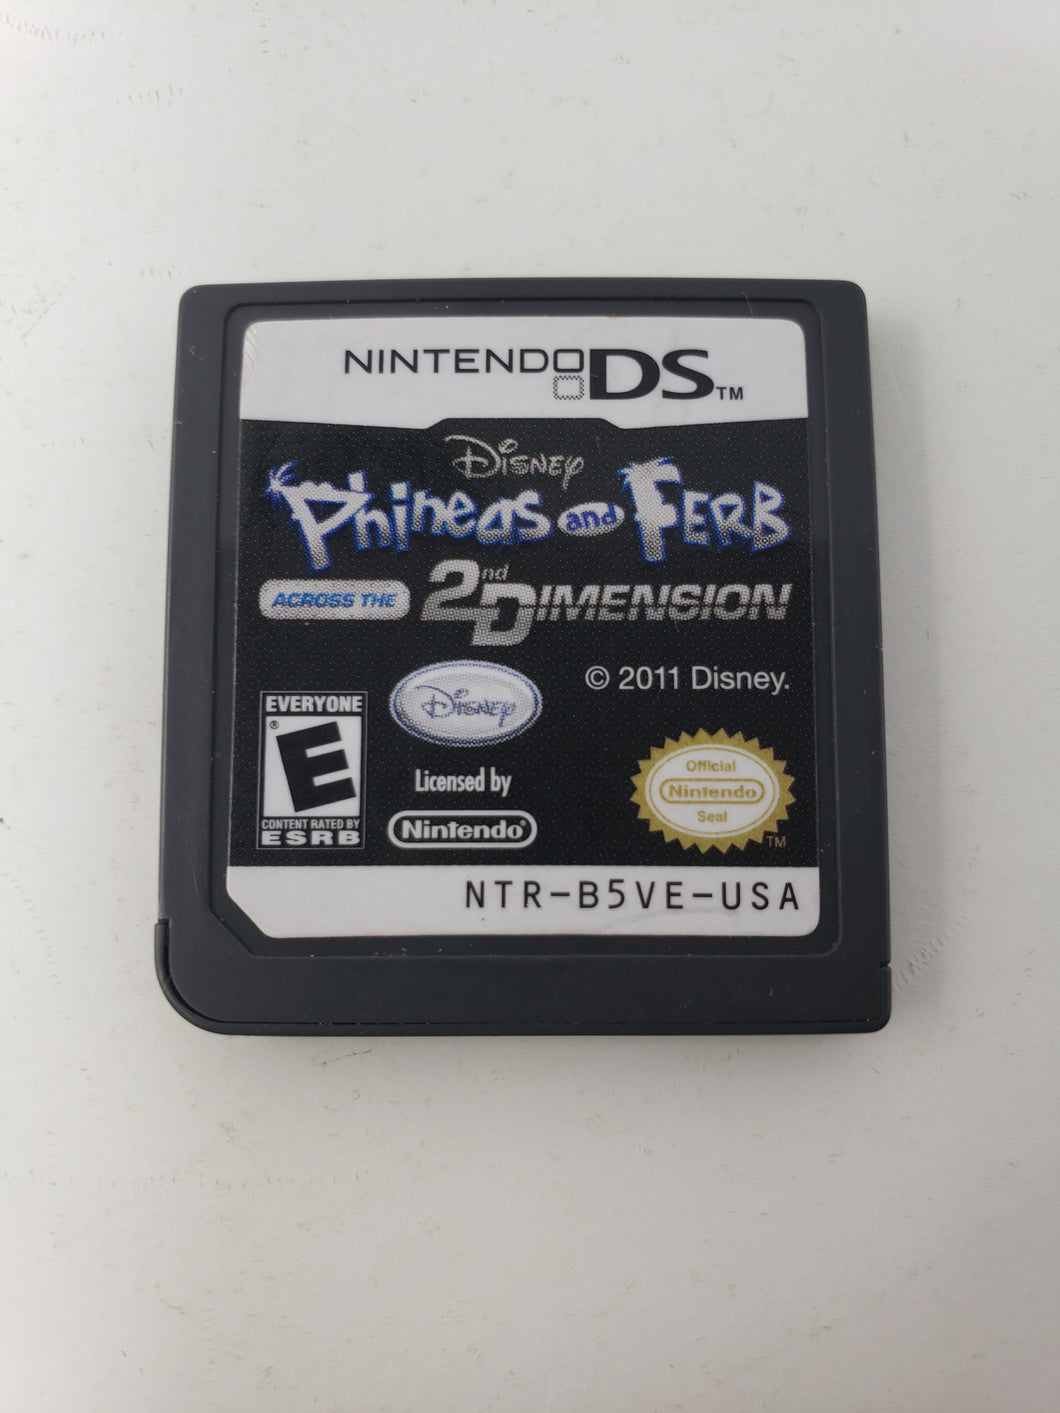 NINTENDO DS™
Disney
Phineas and Ferb
ACROSS THE 2nd DIMENSION
© 2011 Disney.
Disney
EVERYONE
®
E
CONTENT RATED BY
ESRB
Licensed by
Nintendo®
Official
Nintendo
Seal
TM
NTR-B5VE-USA